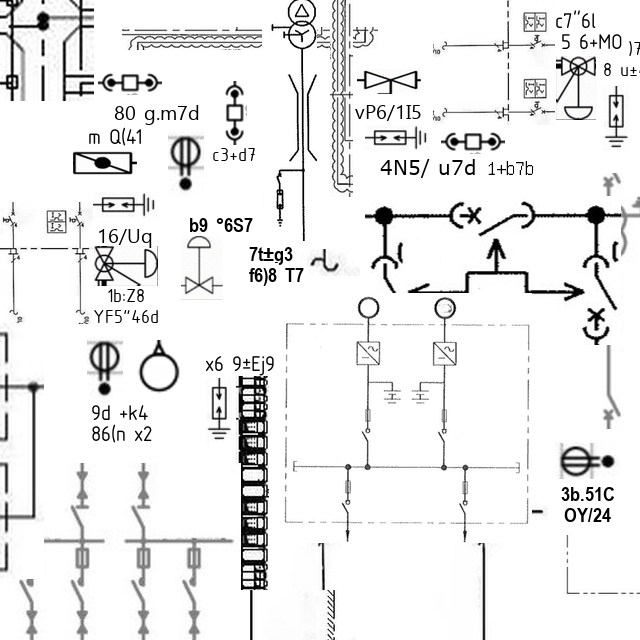 c7"6l
5 6+MO
8 u±
80 g.m7d
vP6/1I5
m Q(41
c3+d7
4N5/ u7d 1+b7b
b9 °6S7
16/Uq
7t±g3
f6)8 T7
1b:Z8
YF5"46d
x6 9±Ej9
9d +k4
86(n x2
3b.51C
OY/24